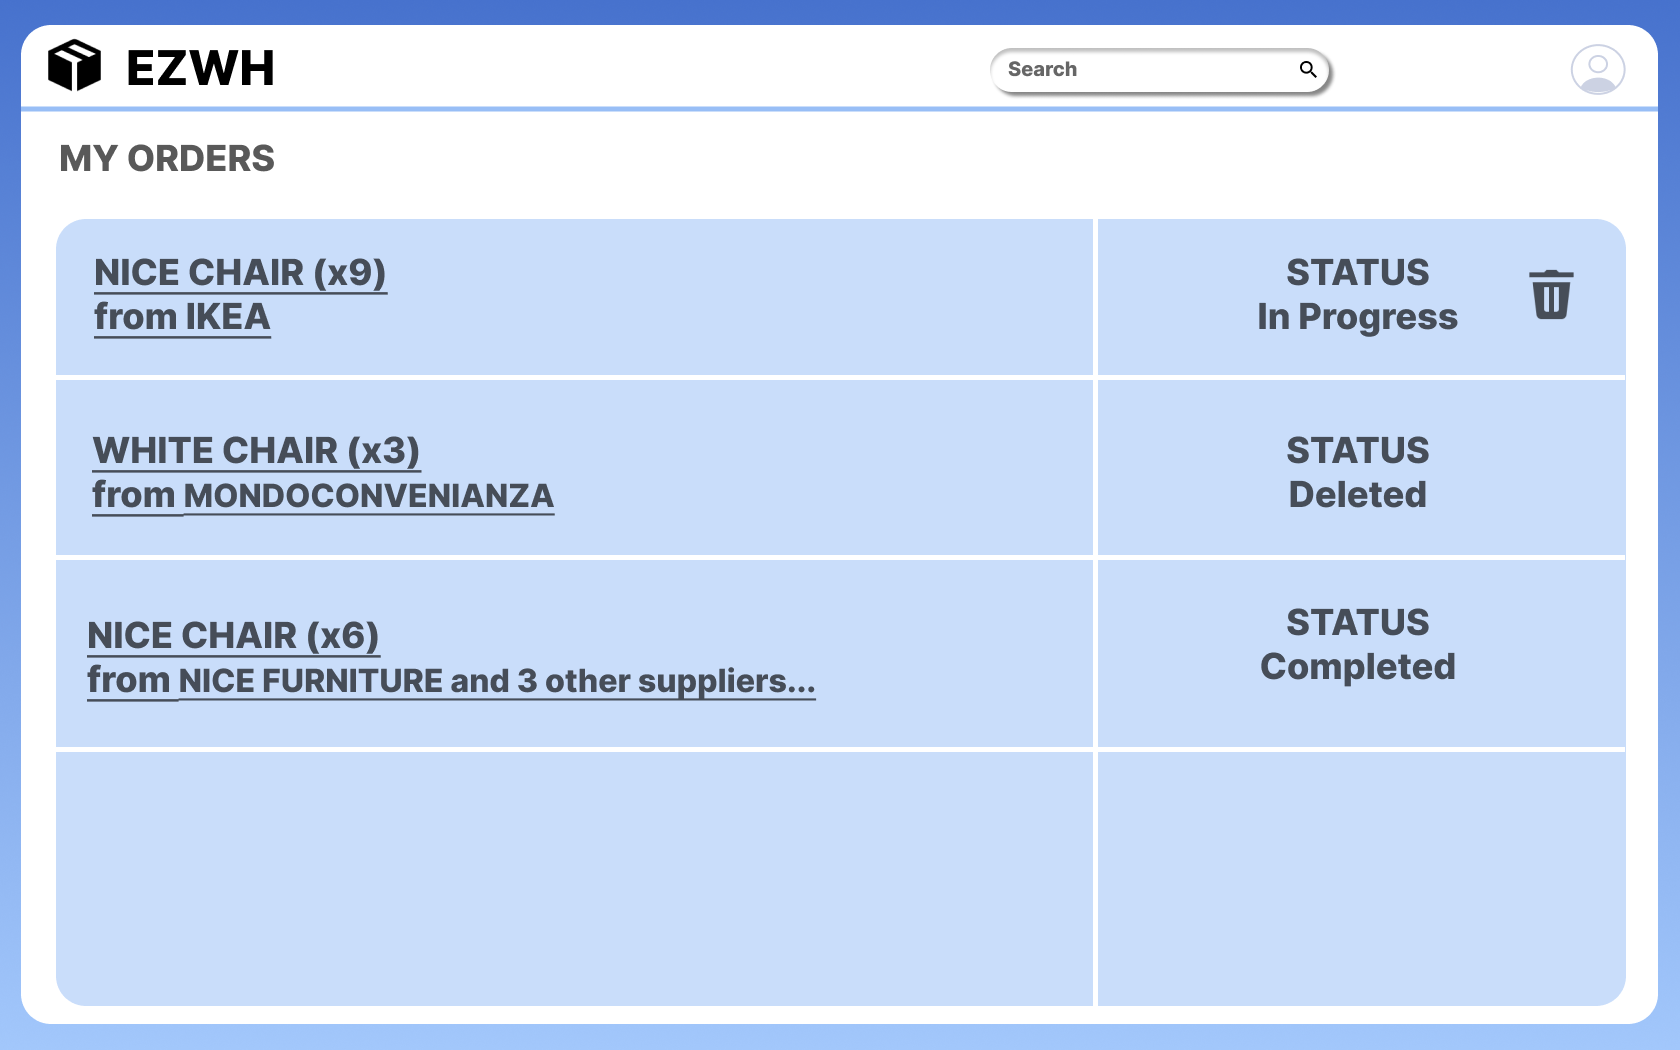 EZWH
Search
MY ORDERS
NICE CHAIR (x9)
from IKEA
STATUS
In Progress
WHITE CHAIR (x3)
from MONDOCONVENIANZA
STATUS
Deleted
NICE CHAIR (x6)
from NICE FURNITURE and 3 other suppliers...
STATUS
Completed